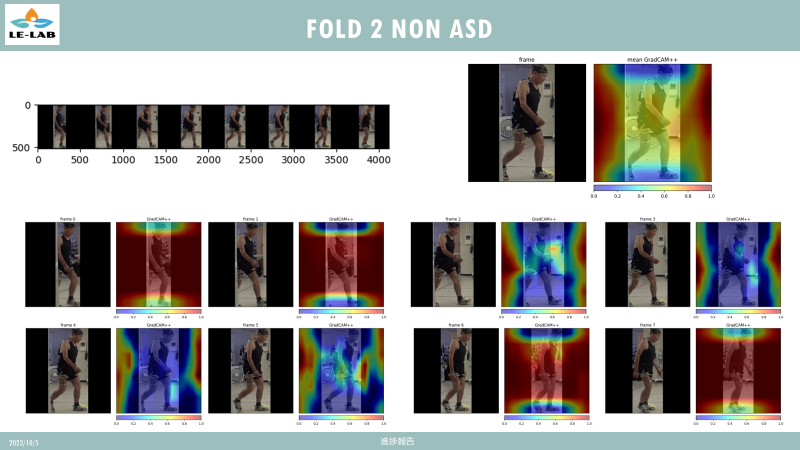 LE-LAB
FOLD 2 NON ASD
frame
mean GradCAM++
0
500
0 500 1000 1500 2000 2500 3000 3500 4000
0.0 0.2 0.4 0.6 0.8 1.0
frame 0 GradCAM++ frame 1 GradCAM++ frame 2 GradCAM++ frame 3 GradCAM++
0.0 0.2 0.4 0.6 0.8 1.0 0.0 0.2 0.4 0.6 0.8 1.0 0.0 0.2 0.4 0.6 0.8 1.0 0.0 0.2 0.4 0.6 0.8 1.0
frame 4 GradCAM++ frame 5 GradCAM++ frame 6 GradCAM++ frame 7 GradCAM++
0.0 0.2 0.4 0.6 0.8 1.0 0.0 0.2 0.4 0.6 0.8 1.0 0.0 0.2 0.4 0.6 0.8 1.0 0.0 0.2 0.4 0.6 0.8 1.0
2023/10/5
進捗報告